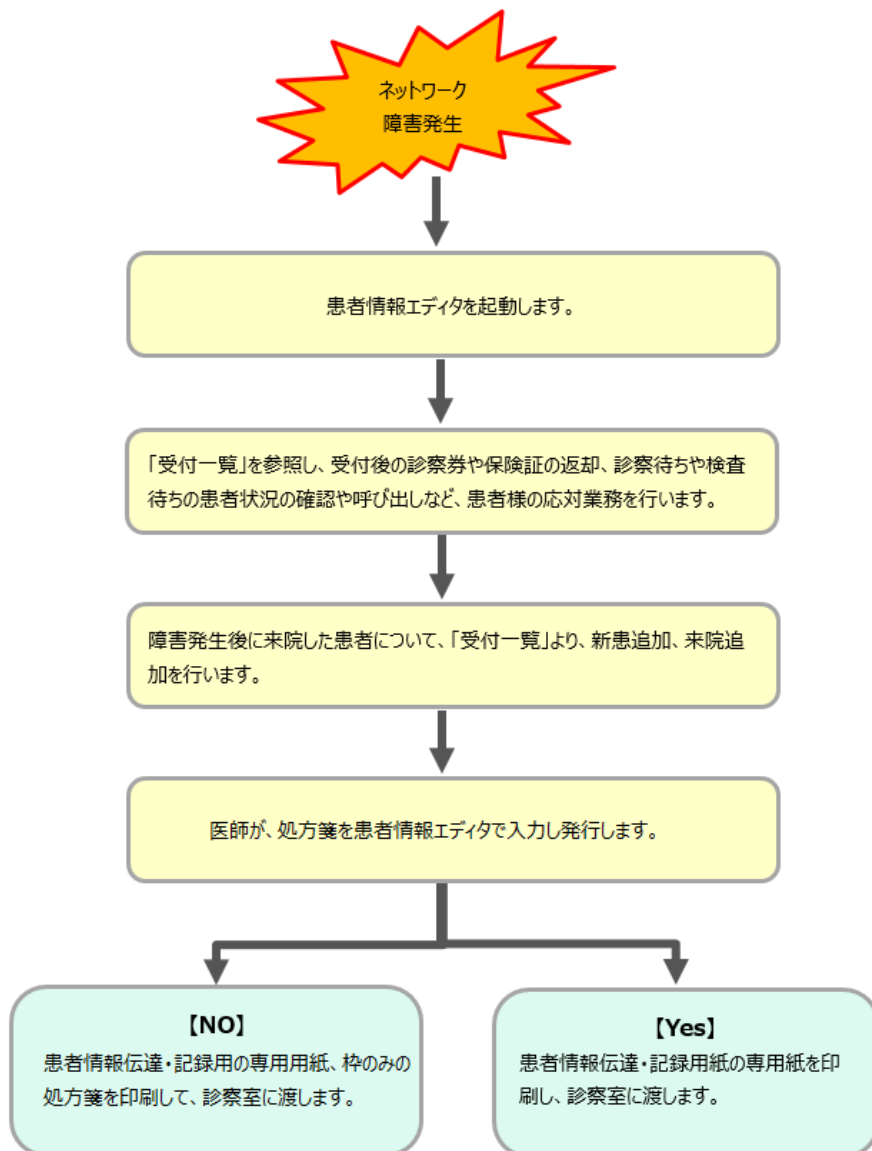 ネットワーク
障害発生
患者情報エディタを起動します。
「受付一覧」を参照し、受付後の診察券や保険証の返却、診察待ちや検査
待ちの患者状況の確認や呼び出しなど、患者様の応対業務を行います。
障害発生後に来院した患者について、「受付一覧」より、新患追加、来院追
加を行います。
医師が、処方箋を患者情報エディタで入力し発行します。
【NO】
患者情報伝達・記録用の専用用紙、枠のみの
処方箋を印刷して、診察室に渡します。
【Yes】
患者情報伝達・記録用紙の専用紙を印
刷し、診察室に渡します。